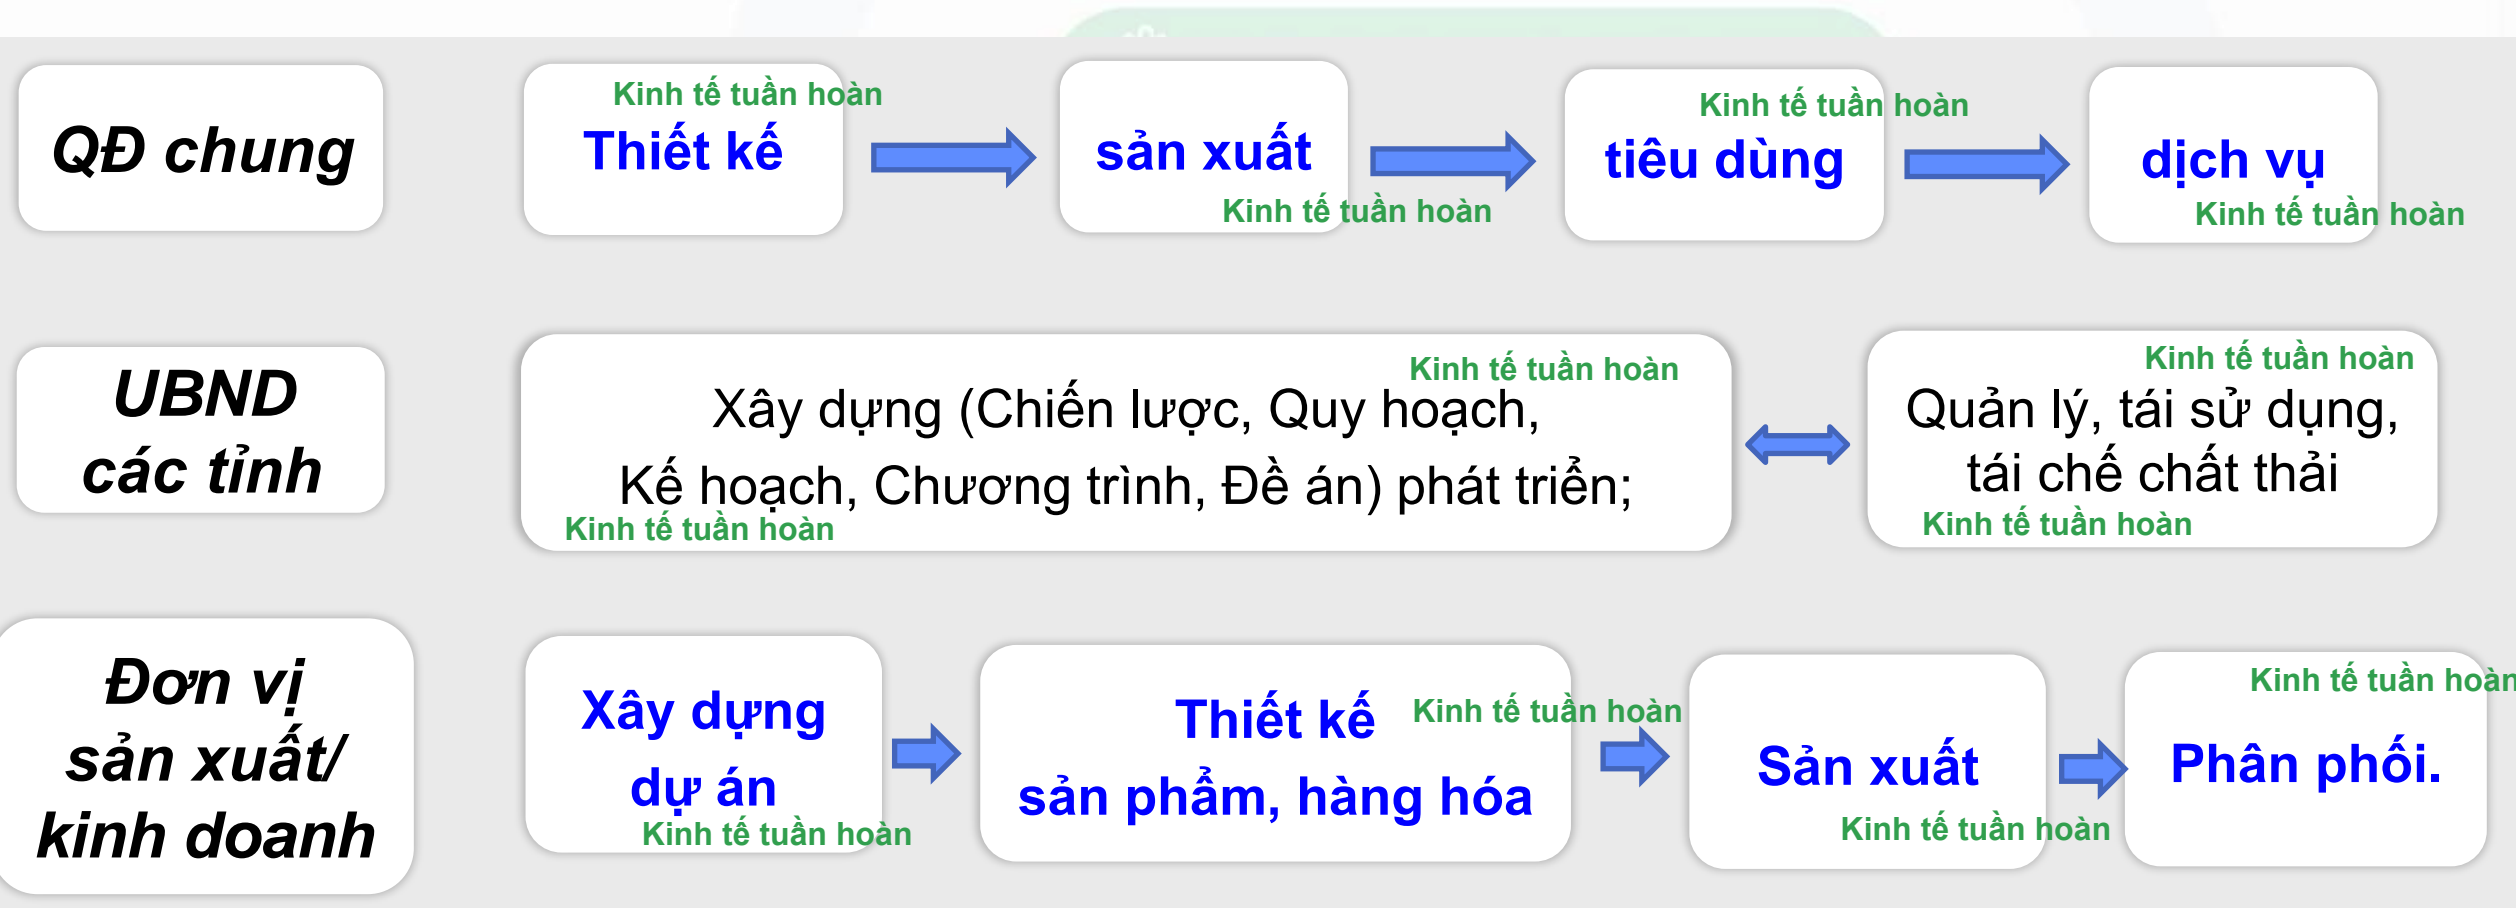 QĐ chung
Kinh tế tuần hoàn
Thiết kế
sản xuất
Kinh tế tuần hoàn
Kinh tế tuần hoàn
tiêu dùng
dịch vụ
Kinh tế tuần hoàn
UBND
các tỉnh
Kinh tế tuần hoàn
Xây dựng (Chiến lược, Quy hoạch,
Kế hoạch, Chương trình, Đề án) phát triển;
Kinh tế tuần hoàn
Kinh tế tuần hoàn
Quản lý, tái sử dụng,
tái chế chất thải
Kinh tế tuần hoàn
Đơn vị
sản xuất/
kinh doanh
Xây dựng
dự án
Kinh tế tuần hoàn
Thiết kế
Kinh tế tuần hoàn
sản phẩm, hàng hóa
Sản xuất
Kinh tế tuần hoàn
Kinh tế tuần hoàn
Phân phối.